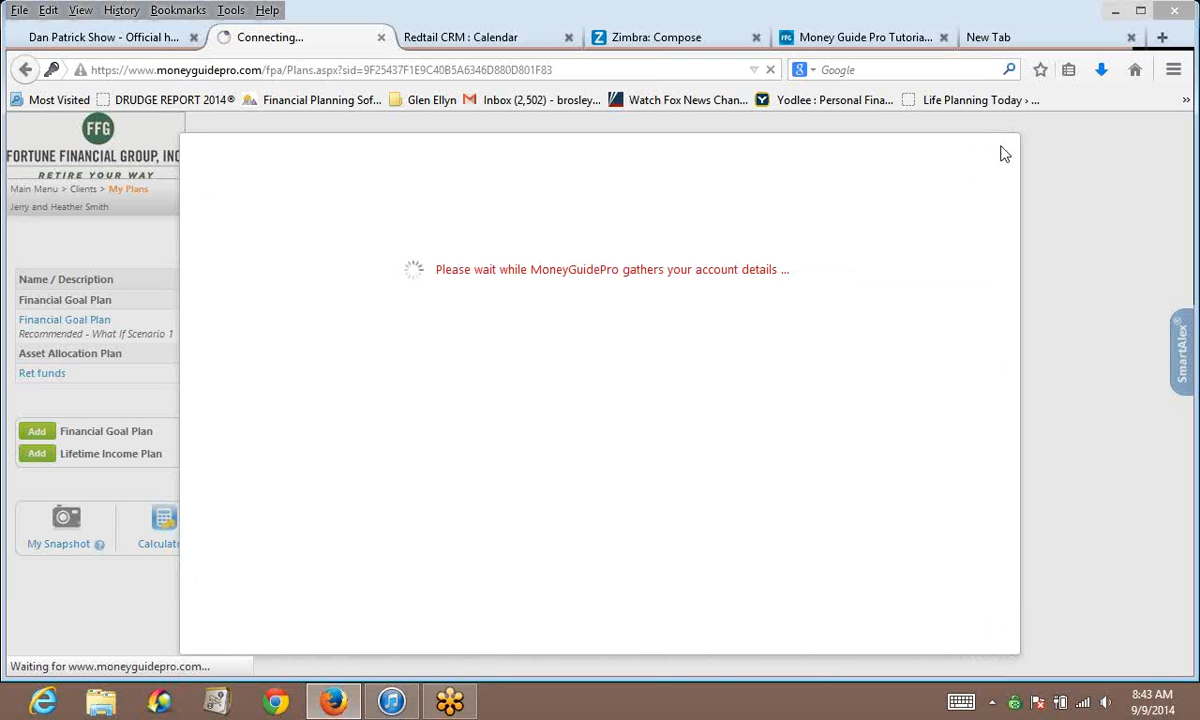 File Edit View History Bookmarks Tools Help
Dan Patrick Show - Official h...
Connecting...
Redtail CRM : Calendar
Zimbra: Compose
Money Guide Pro Tutoria...
New Tab
https://www.moneyguidepro.com/fpa/Plans.aspx?sid=9F25437F1E9C40B5A6346D880D801F83
Google
Most Visited DRUDGE REPORT 2014® Financial Planning Sof... Glen Ellyn Inbox (2,502) - brosley,... Watch Fox News Chan... Yodlee : Personal Fina... Life Planning Today › ... »
FFG
FORTUNE FINANCIAL GROUP, INC
RETIRE YOUR WAY
Main Menu > Clients > My Plans
Jerry and Heather Smith
Please wait while MoneyGuidePro gathers your account details ...
Name / Description
Financial Goal Plan
Financial Goal Plan
Recommended - What If Scenario 1
Asset Allocation Plan
Ret funds
Add Financial Goal Plan
Add Lifetime Income Plan
My Snapshot ?
Calculate
SmartAlex®
Waiting for www.moneyguidepro.com...
8:43 AM
9/9/2014